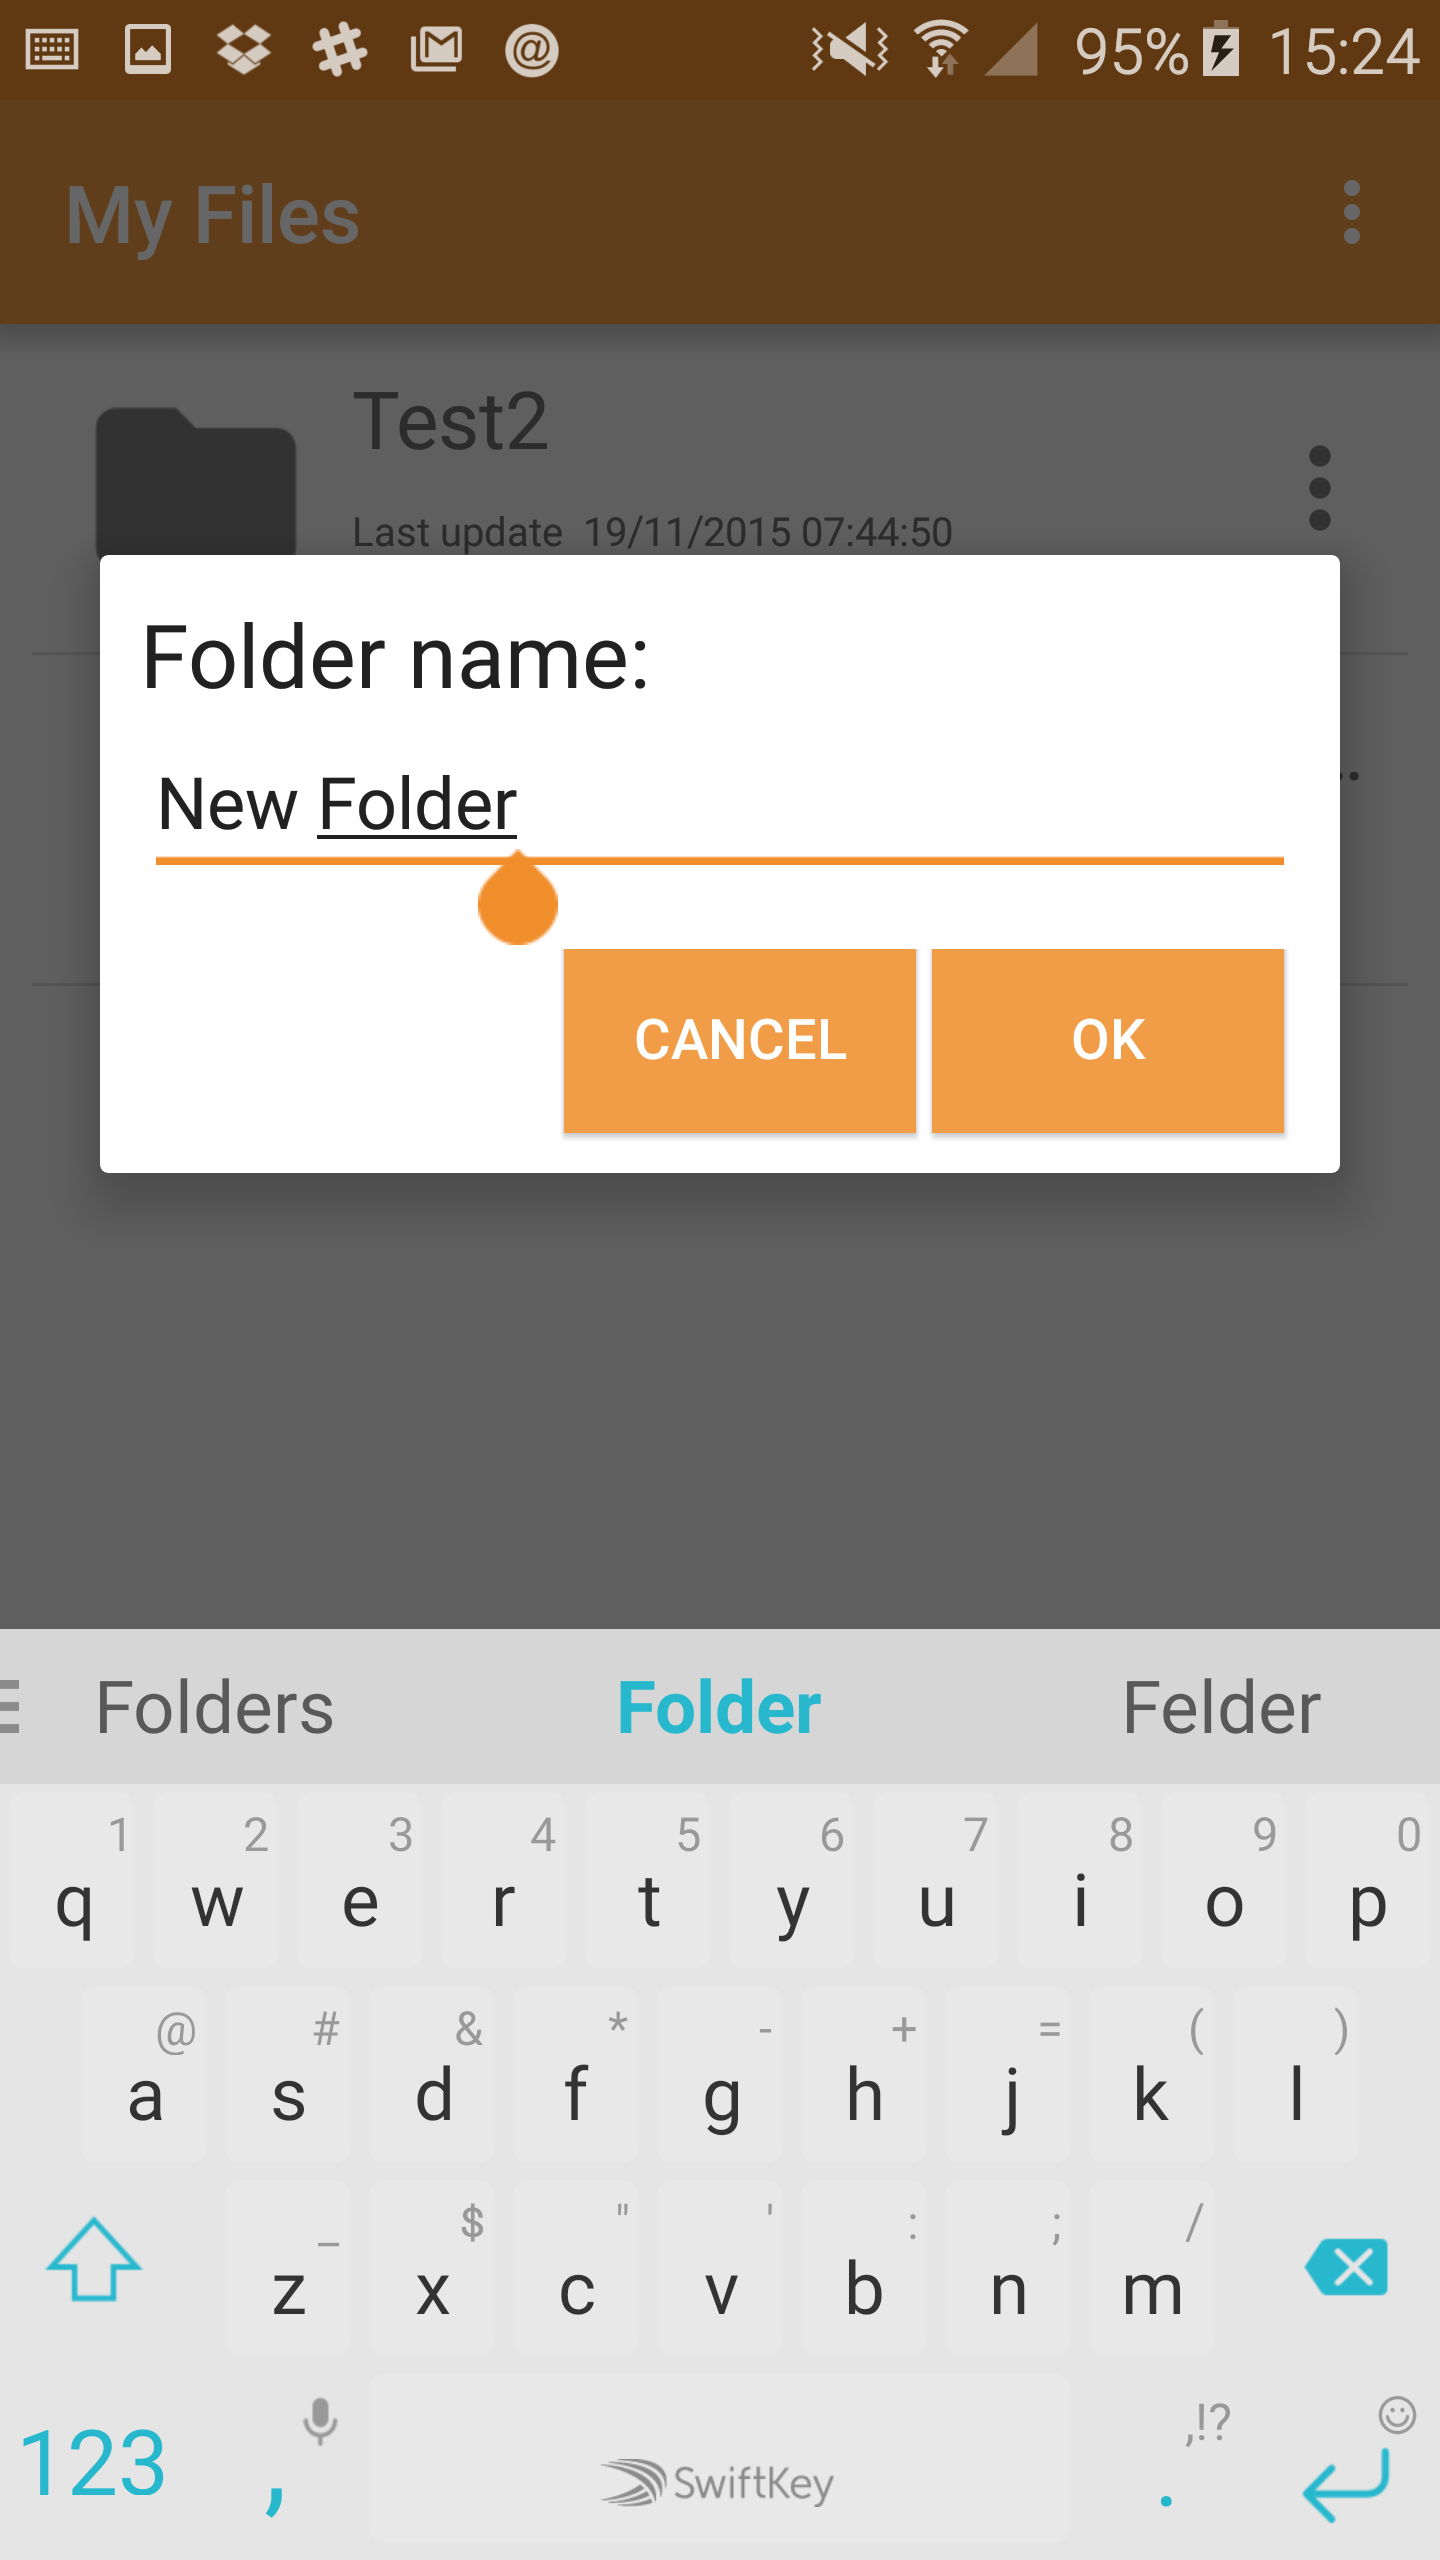 95% 15:24
My Files
Test2
Last update 19/11/2015 07:44:50
Folder name:
New Folder
CANCEL OK
Folders Folder Felder
1 2 3 4 5 6 7 8 9 0
q w e r t y u i o p
@ # & * - + = ( )
a s d f g h j k l
_ $ " ' : ; /
z x c v b n m
,!?
123 , SwiftKey .